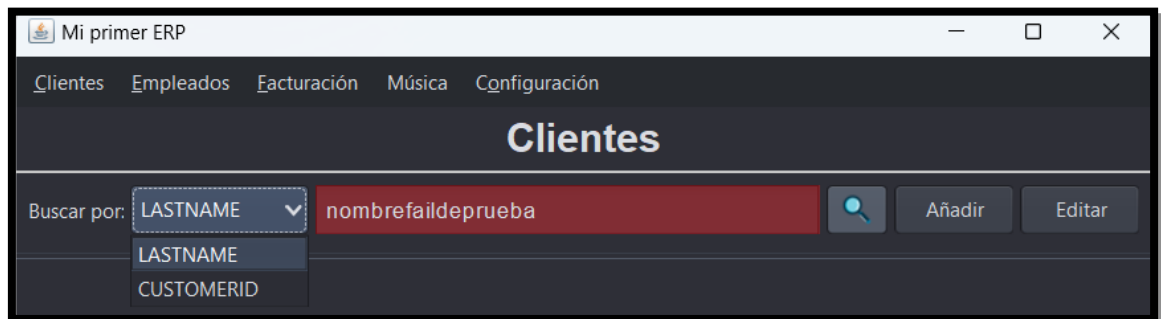 Mi primer ERP
Clientes Empleados Facturación Música Configuración
Clientes
Buscar por: LASTNAME nombrefaildeprueba Añadir Editar
LASTNAME
CUSTOMERID